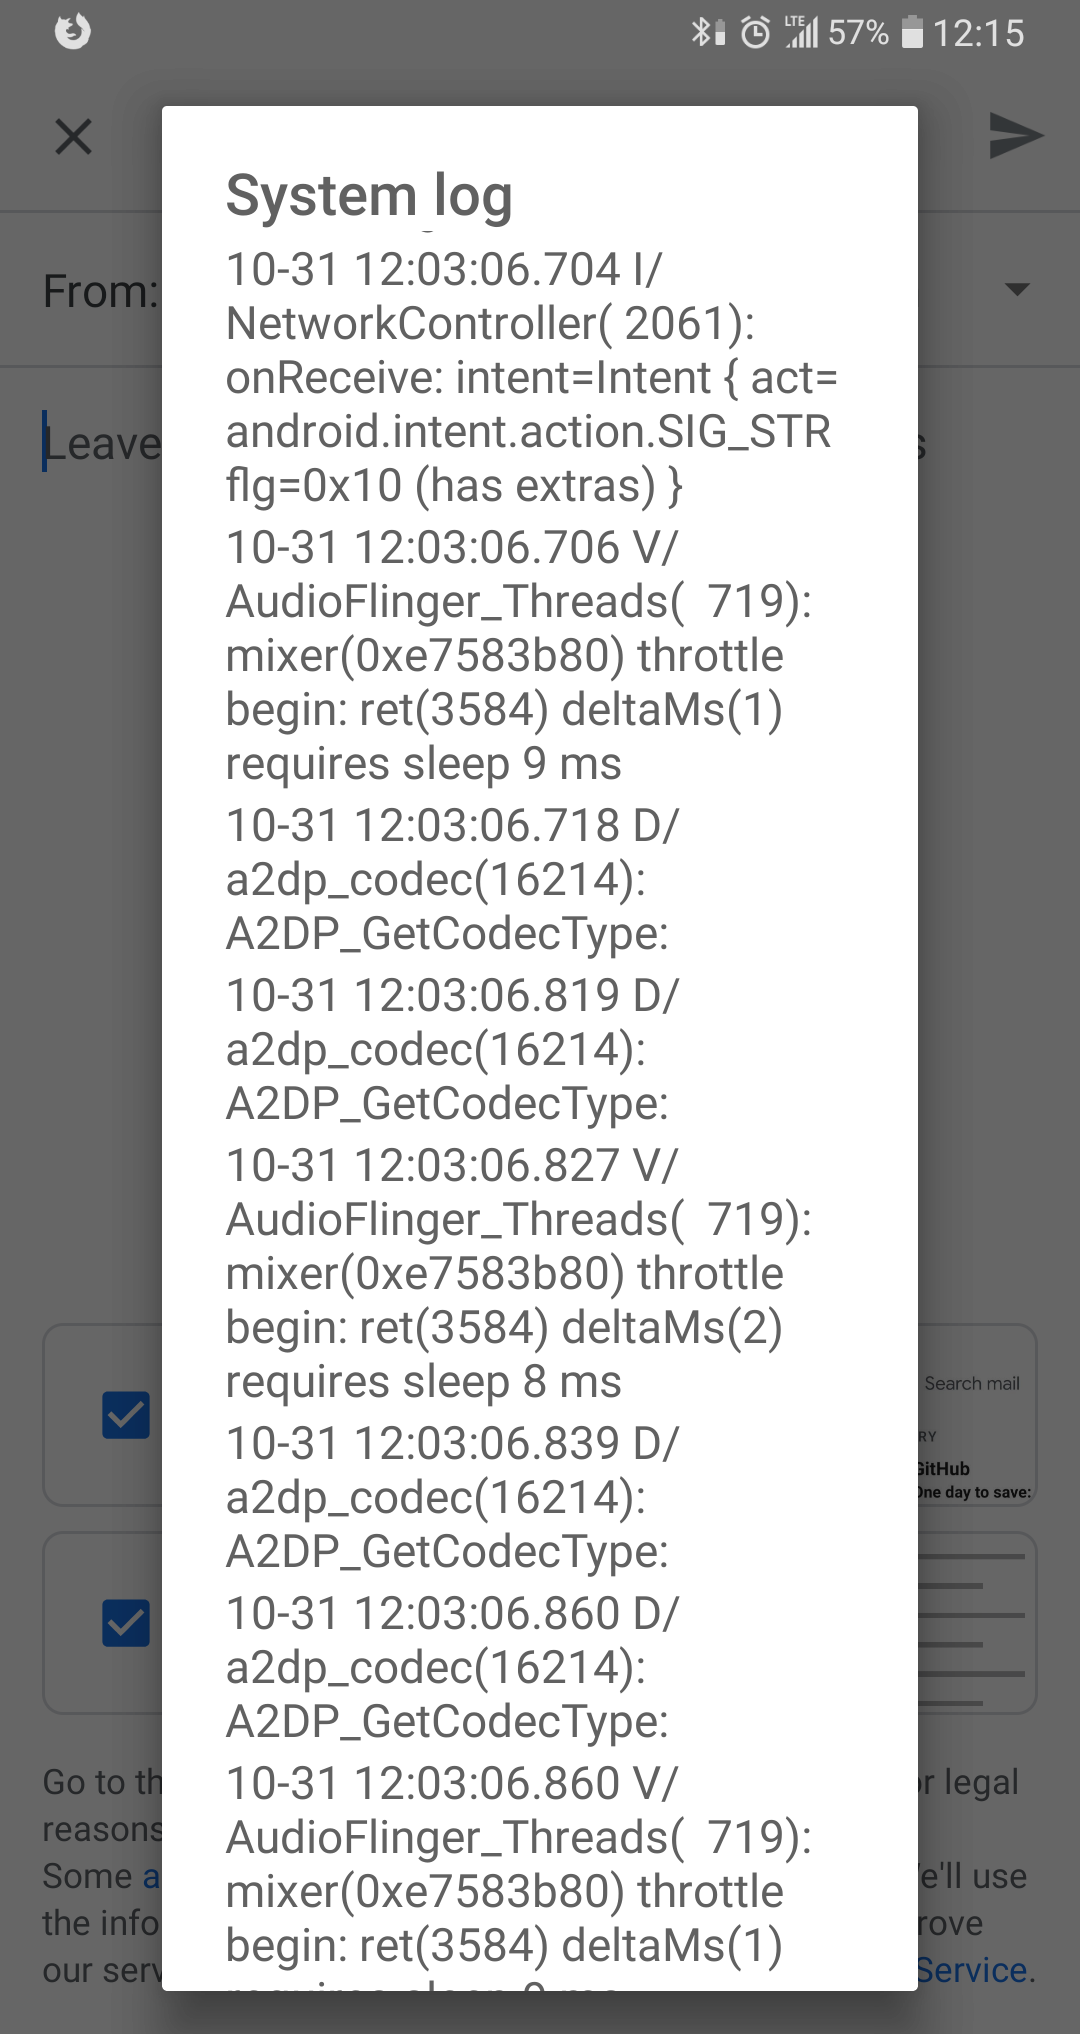 LTE 57% 12:15
System log
10-31 12:03:06.704 I/
From:
NetworkController( 2061):
onReceive: intent=Intent { act=
android.intent.action.SIG_STR
Leave
flg=0x10 (has extras) }
10-31 12:03:06.706 V/
AudioFlinger_Threads(  719):
mixer(0xe7583b80) throttle
begin: ret(3584) deltaMs(1)
requires sleep 9 ms
10-31 12:03:06.718 D/
a2dp_codec(16214):
A2DP_GetCodecType:
10-31 12:03:06.819 D/
a2dp_codec(16214):
A2DP_GetCodecType:
10-31 12:03:06.827 V/
AudioFlinger_Threads(  719):
mixer(0xe7583b80) throttle
begin: ret(3584) deltaMs(2)
requires sleep 8 ms
Search mail
RY
GitHub
One day to save:
10-31 12:03:06.839 D/
a2dp_codec(16214):
A2DP_GetCodecType:
10-31 12:03:06.860 D/
a2dp_codec(16214):
A2DP_GetCodecType:
10-31 12:03:06.860 V/
AudioFlinger_Threads(  719):
mixer(0xe7583b80) throttle
begin: ret(3584) deltaMs(1)
Go to th
r legal
reasons
Some a
e'll use
the info
rove
our serv
Service.